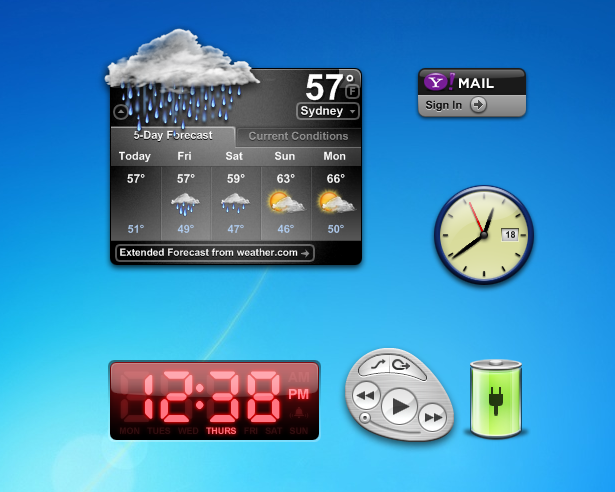 57°
F
Sydney
5-Day Forecast Current Conditions
Today Fri Sat Sun Mon
57° 57° 59° 63° 66°
51° 49° 47° 46° 50°
Extended Forecast from weather.com
Y! MAIL
Sign In
18
12:38
AM
PM
MON TUES WED THURS FRI SAT SUN